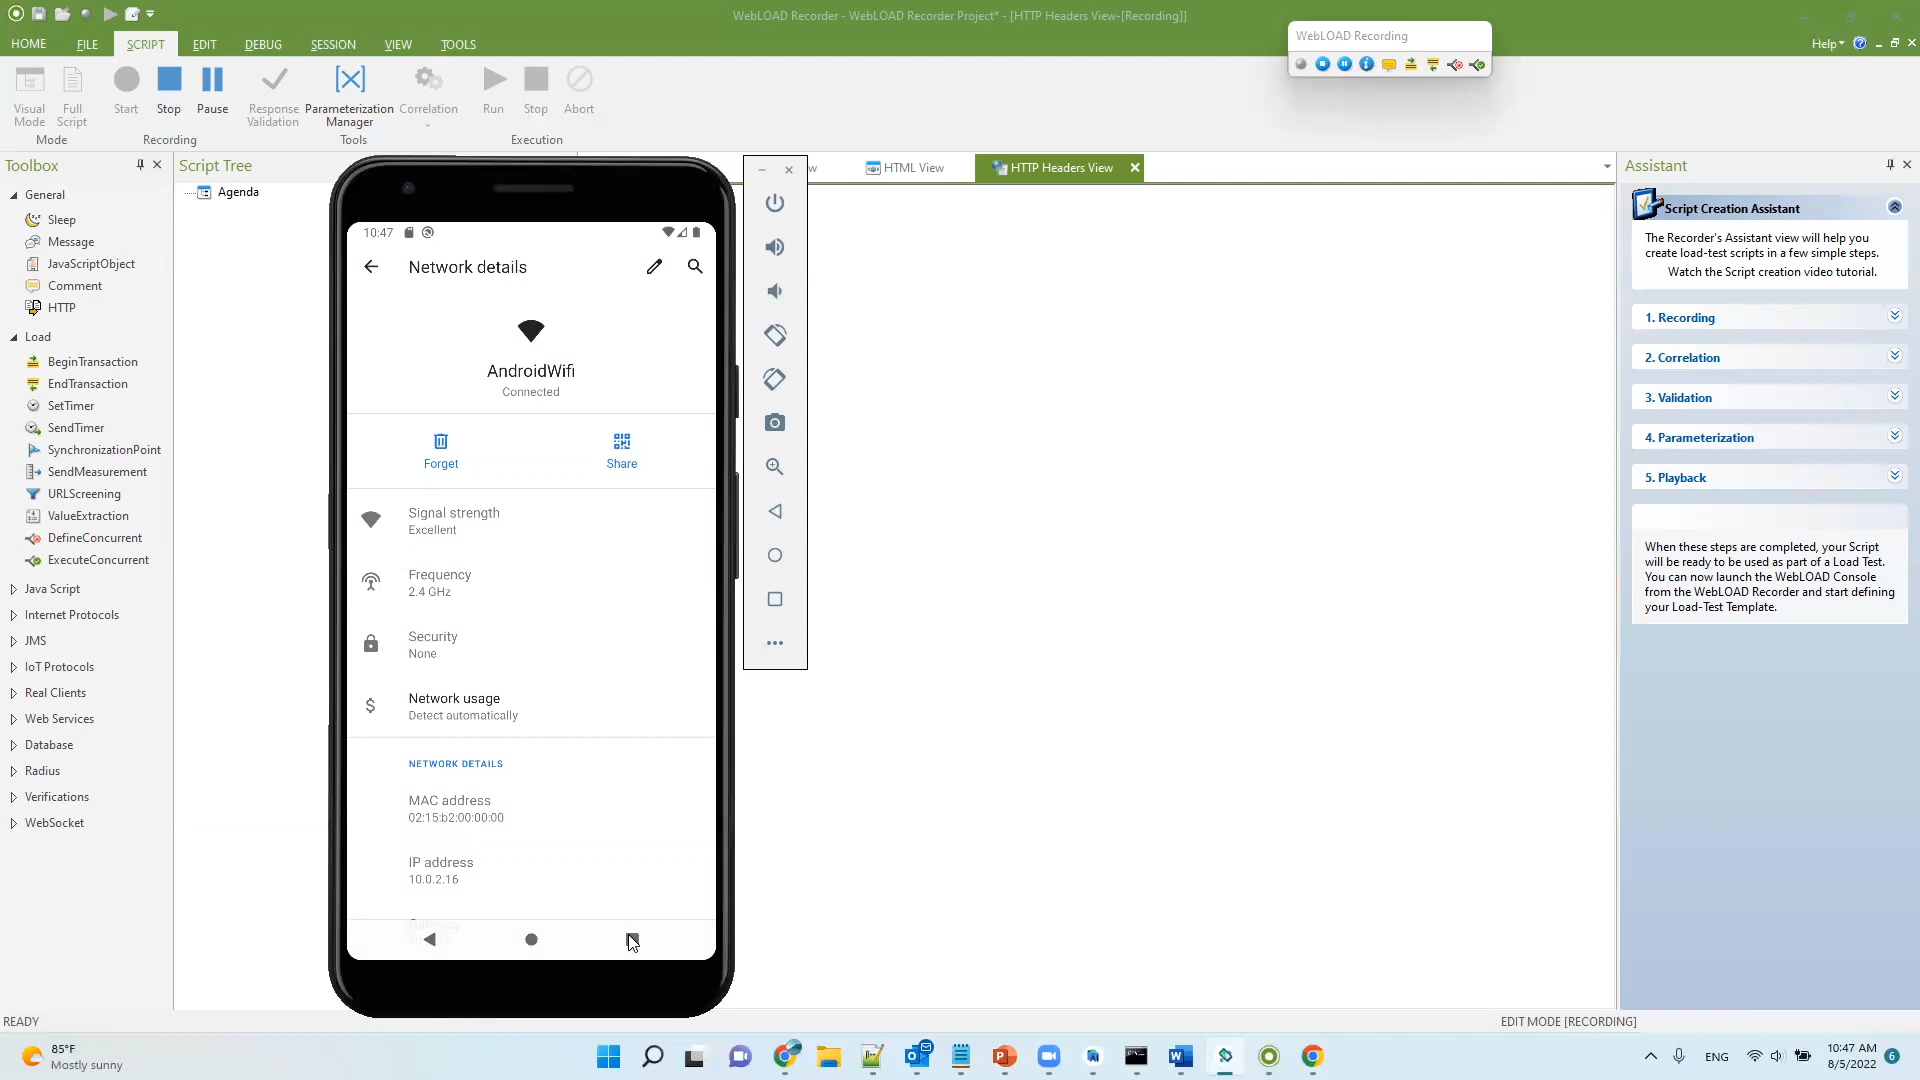 WebLOAD Recorder - WebLOAD Recorder Project* - [HTTP Headers View-[Recording]]
WebLOAD Recording
HOME FILE SCRIPT EDIT DEBUG SESSION VIEW TOOLS
Help
Visual Mode
Full Script
Start
Stop
Pause
Response Validation
Parameterization Manager
Correlation
Run
Stop
Abort
Mode
Recording
Tools
Execution
Toolbox
General
Sleep
Message
JavaScriptObject
Comment
HTTP
Load
BeginTransaction
EndTransaction
SetTimer
SendTimer
SynchronizationPoint
SendMeasurement
URLScreening
ValueExtraction
DefineConcurrent
ExecuteConcurrent
Java Script
Internet Protocols
JMS
IoT Protocols
Real Clients
Web Services
Database
Radius
Verifications
WebSocket
Script Tree
Agenda
HTML View
HTTP Headers View
10:47
Network details
AndroidWifi
Connected
Forget
Share
Signal strength
Excellent
Frequency
2.4 GHz
Security
None
Network usage
Detect automatically
NETWORK DETAILS
MAC address
02:15:b2:00:00:00
IP address
10.0.2.16
Gateway
Assistant
Script Creation Assistant
The Recorder's Assistant view will help you
create load-test scripts in a few simple steps.
Watch the Script creation video tutorial.
1. Recording
2. Correlation
3. Validation
4. Parameterization
5. Playback
When these steps are completed, your Script
will be ready to be used as part of a Load Test.
You can now launch the WebLOAD Console
from the WebLOAD Recorder and start defining
your Load-Test Template.
READY
EDIT MODE [RECORDING]
85°F
Mostly sunny
ENG
10:47 AM
8/5/2022
6